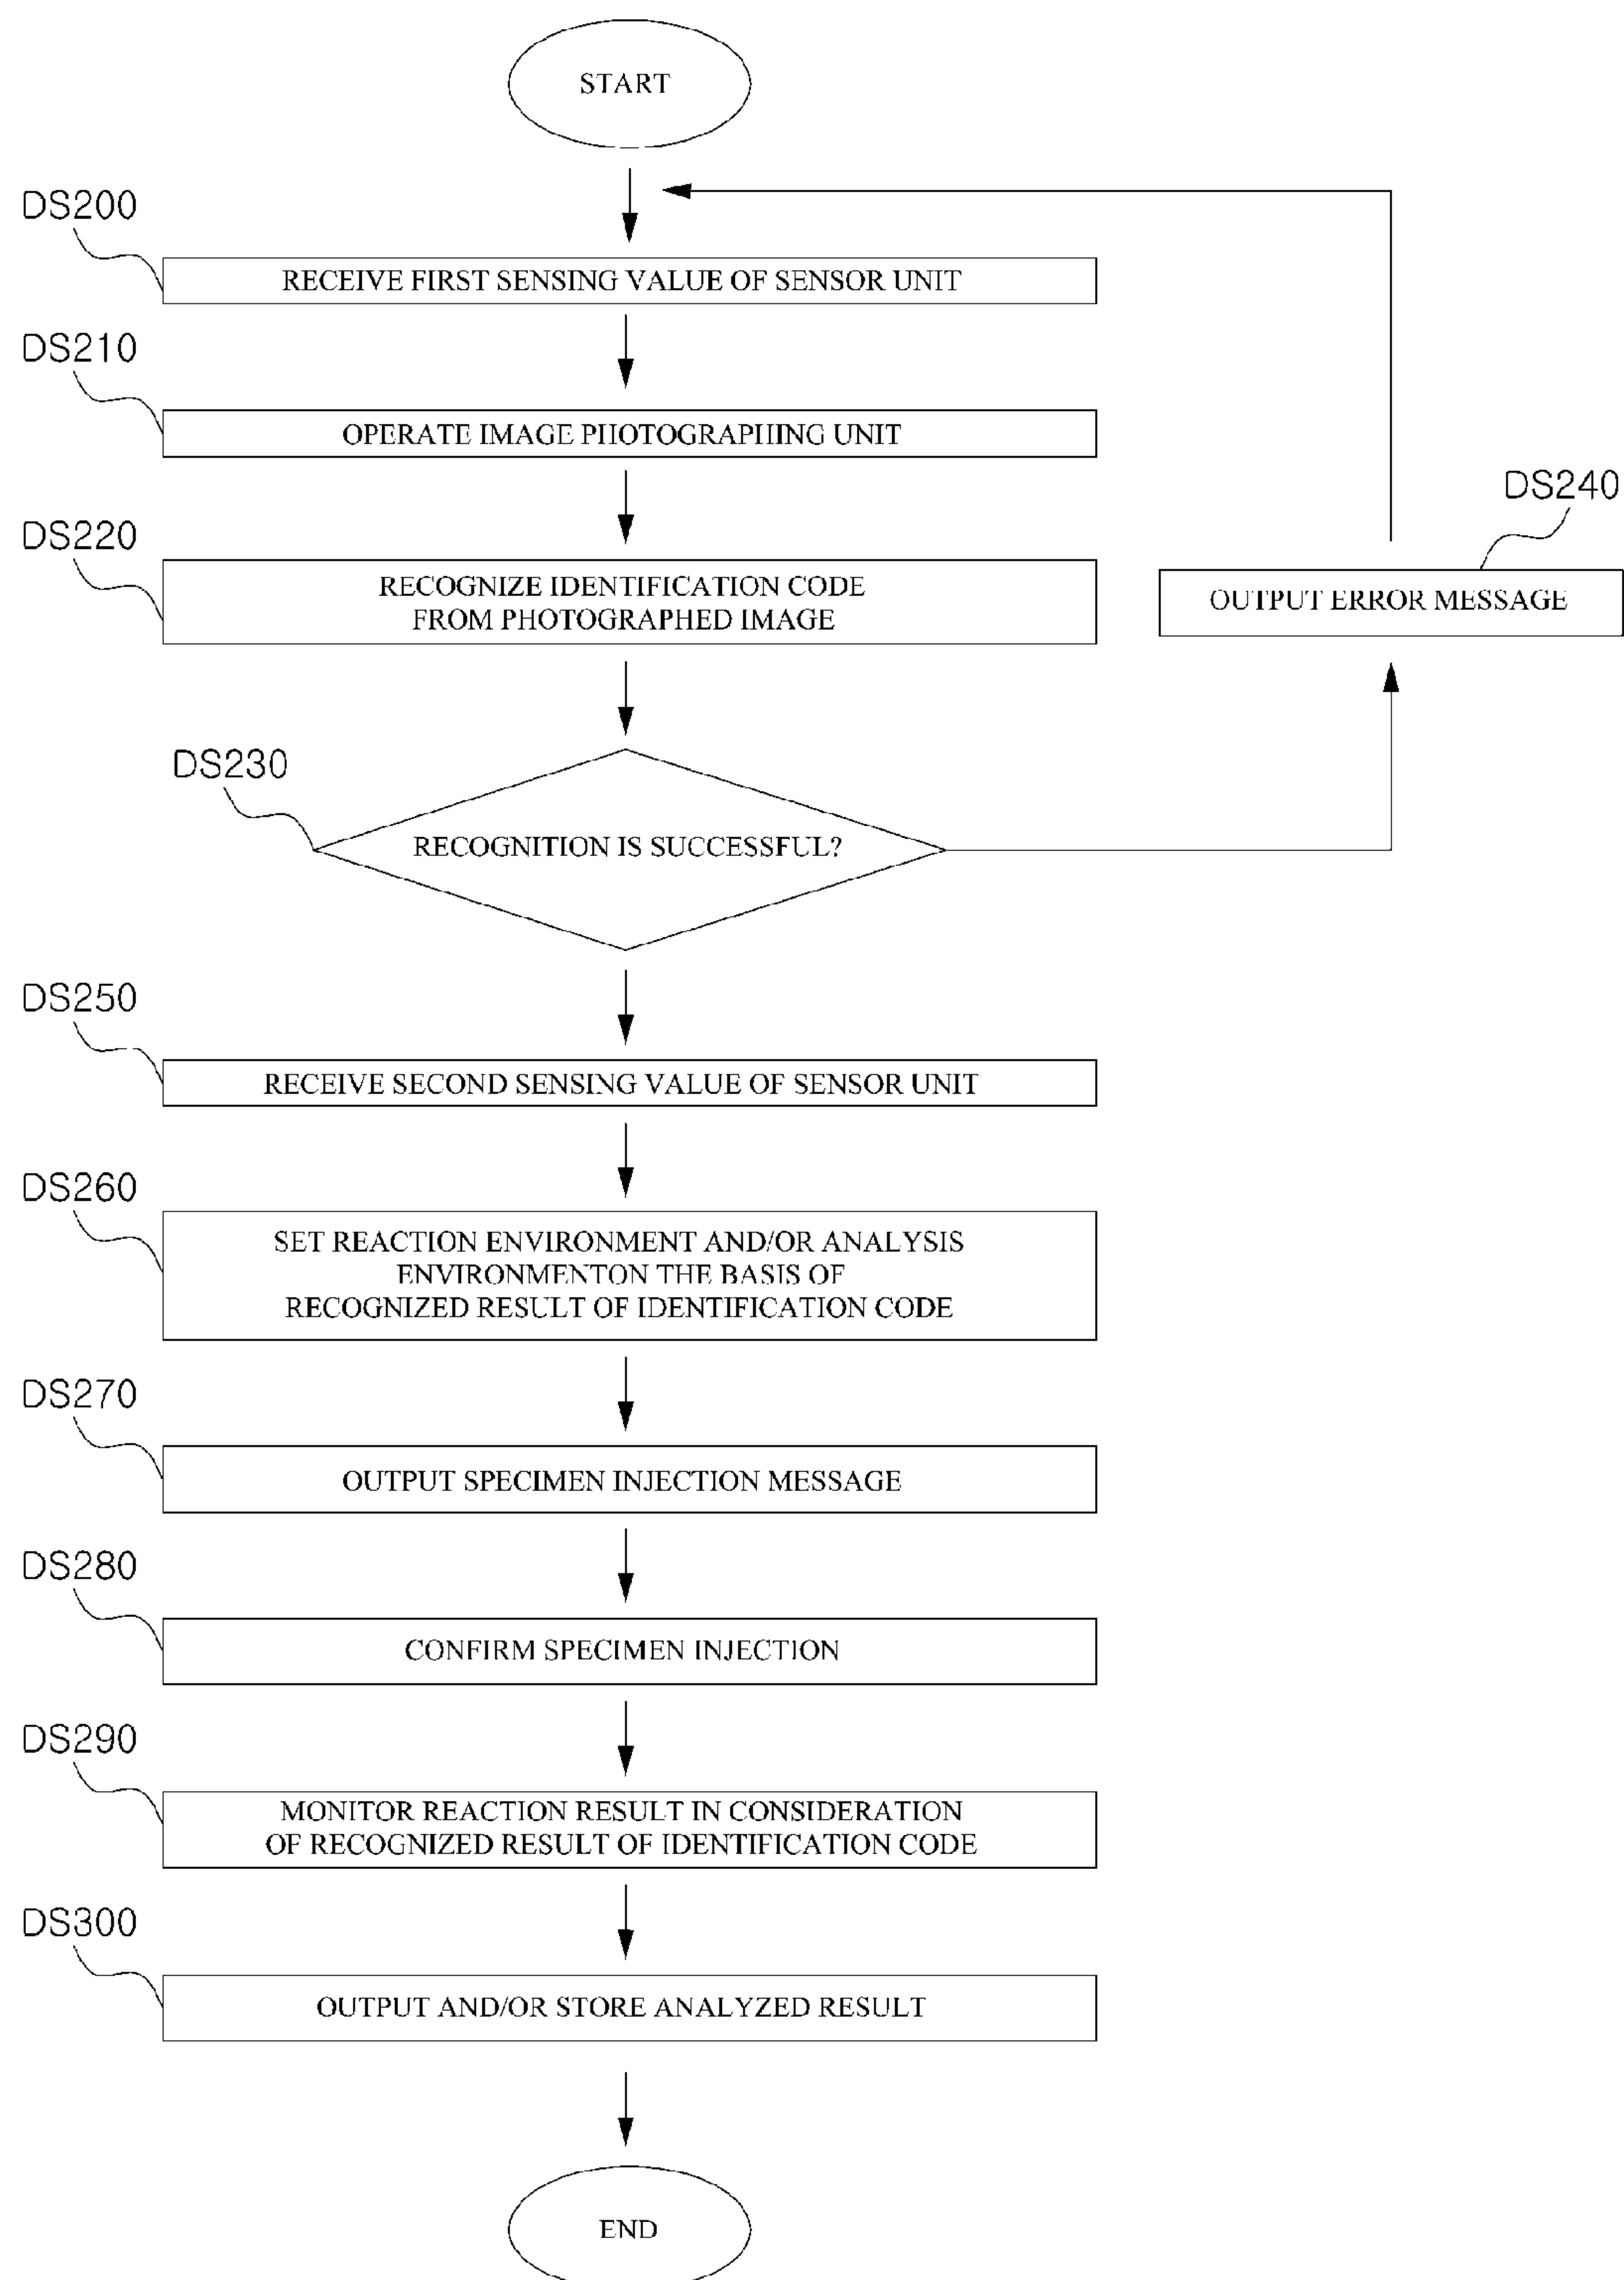 START
DS200
RECEIVE FIRST SENSING VALUE OF SENSOR UNIT
DS210
OPERATE IMAGE PHOTOGRAPHING UNIT
DS220
RECOGNIZE IDENTIFICATION CODE
FROM PHOTOGRAPHED IMAGE
DS240
OUTPUT ERROR MESSAGE
DS230
RECOGNITION IS SUCCESSFUL?
DS250
RECEIVE SECOND SENSING VALUE OF SENSOR UNIT
DS260
SET REACTION ENVIRONMENT AND/OR ANALYSIS
ENVIRONMENTON THE BASIS OF
RECOGNIZED RESULT OF IDENTIFICATION CODE
DS270
OUTPUT SPECIMEN INJECTION MESSAGE
DS280
CONFIRM SPECIMEN INJECTION
DS290
MONITOR REACTION RESULT IN CONSIDERATION
OF RECOGNIZED RESULT OF IDENTIFICATION CODE
DS300
OUTPUT AND/OR STORE ANALYZED RESULT
END